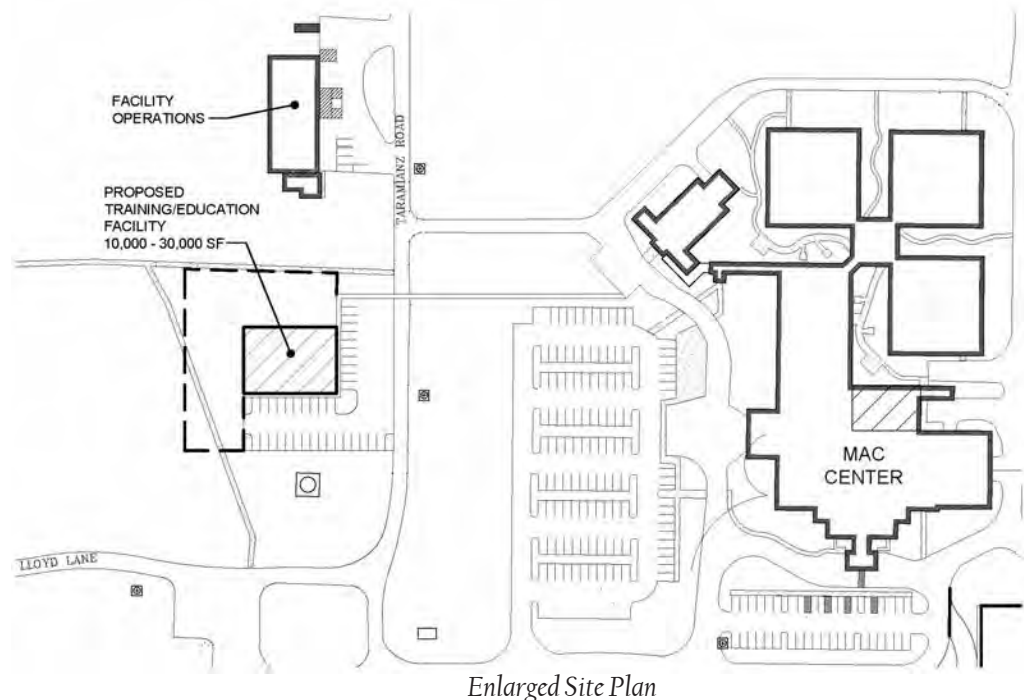 FACILITY
OPERATIONS
TARAMIANZ ROAD
PROPOSED
TRAINING/EDUCATION
FACILITY
10,000 - 30,000 SF
MAC
CENTER
LLOYD LANE
Enlarged Site Plan